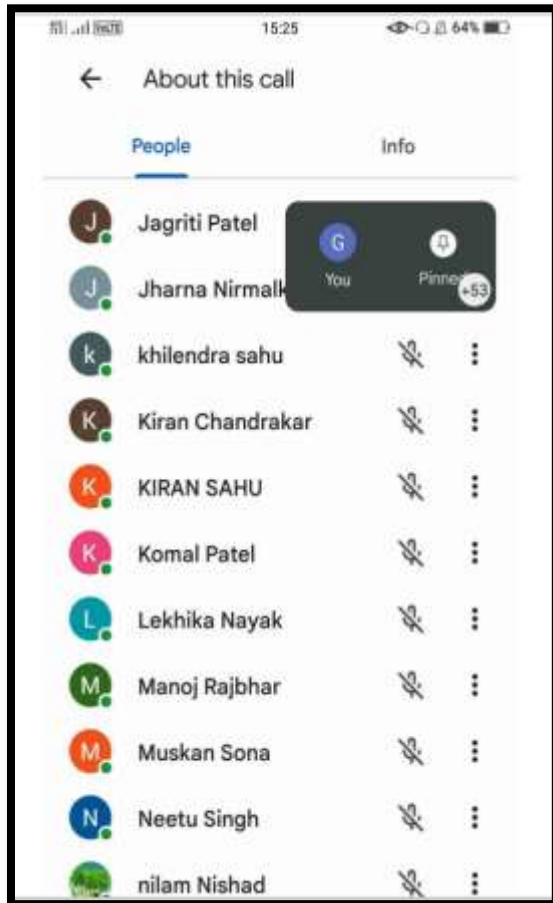 15:25 64%
← About this call
People Info
J Jagriti Patel
G
You Pinned +53
J Jharna Nirmalk
k khilendra sahu
K Kiran Chandrakar
K KIRAN SAHU
K Komal Patel
L Lekhika Nayak
M Manoj Rajbhar
M Muskan Sona
N Neetu Singh
nilam Nishad